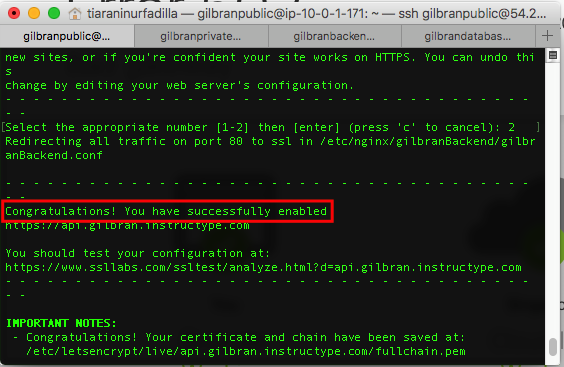 tiaraninurfadilla — gilbranpublic@ip-10-0-1-171: ~ — ssh gilbranpublic@54.2...
gilbranpublic@... gilbranprivate... gilbranbacken... gilbrandatabas...
new sites, or if you're confident your site works on HTTPS. You can undo thi
s
change by editing your web server's configuration.
- - - - - - - - - - - - - - - - - - - - - - - - - - - - - - - - - - - - - -
- -
[Select the appropriate number [1-2] then [enter] (press 'c' to cancel): 2 ]
Redirecting all traffic on port 80 to ssl in /etc/nginx/gilbranBackend/gilbr
anBackend.conf
- - - - - - - - - - - - - - - - - - - - - - - - - - - - - - - - - - - - - -
- -
Congratulations! You have successfully enabled
https://api.gilbran.instructype.com
You should test your configuration at:
https://www.ssllabs.com/ssltest/analyze.html?d=api.gilbran.instructype.com
- - - - - - - - - - - - - - - - - - - - - - - - - - - - - - - - - - - - - -
- -
IMPORTANT NOTES:
- Congratulations! Your certificate and chain have been saved at:
/etc/letsencrypt/live/api.gilbran.instructype.com/fullchain.pem